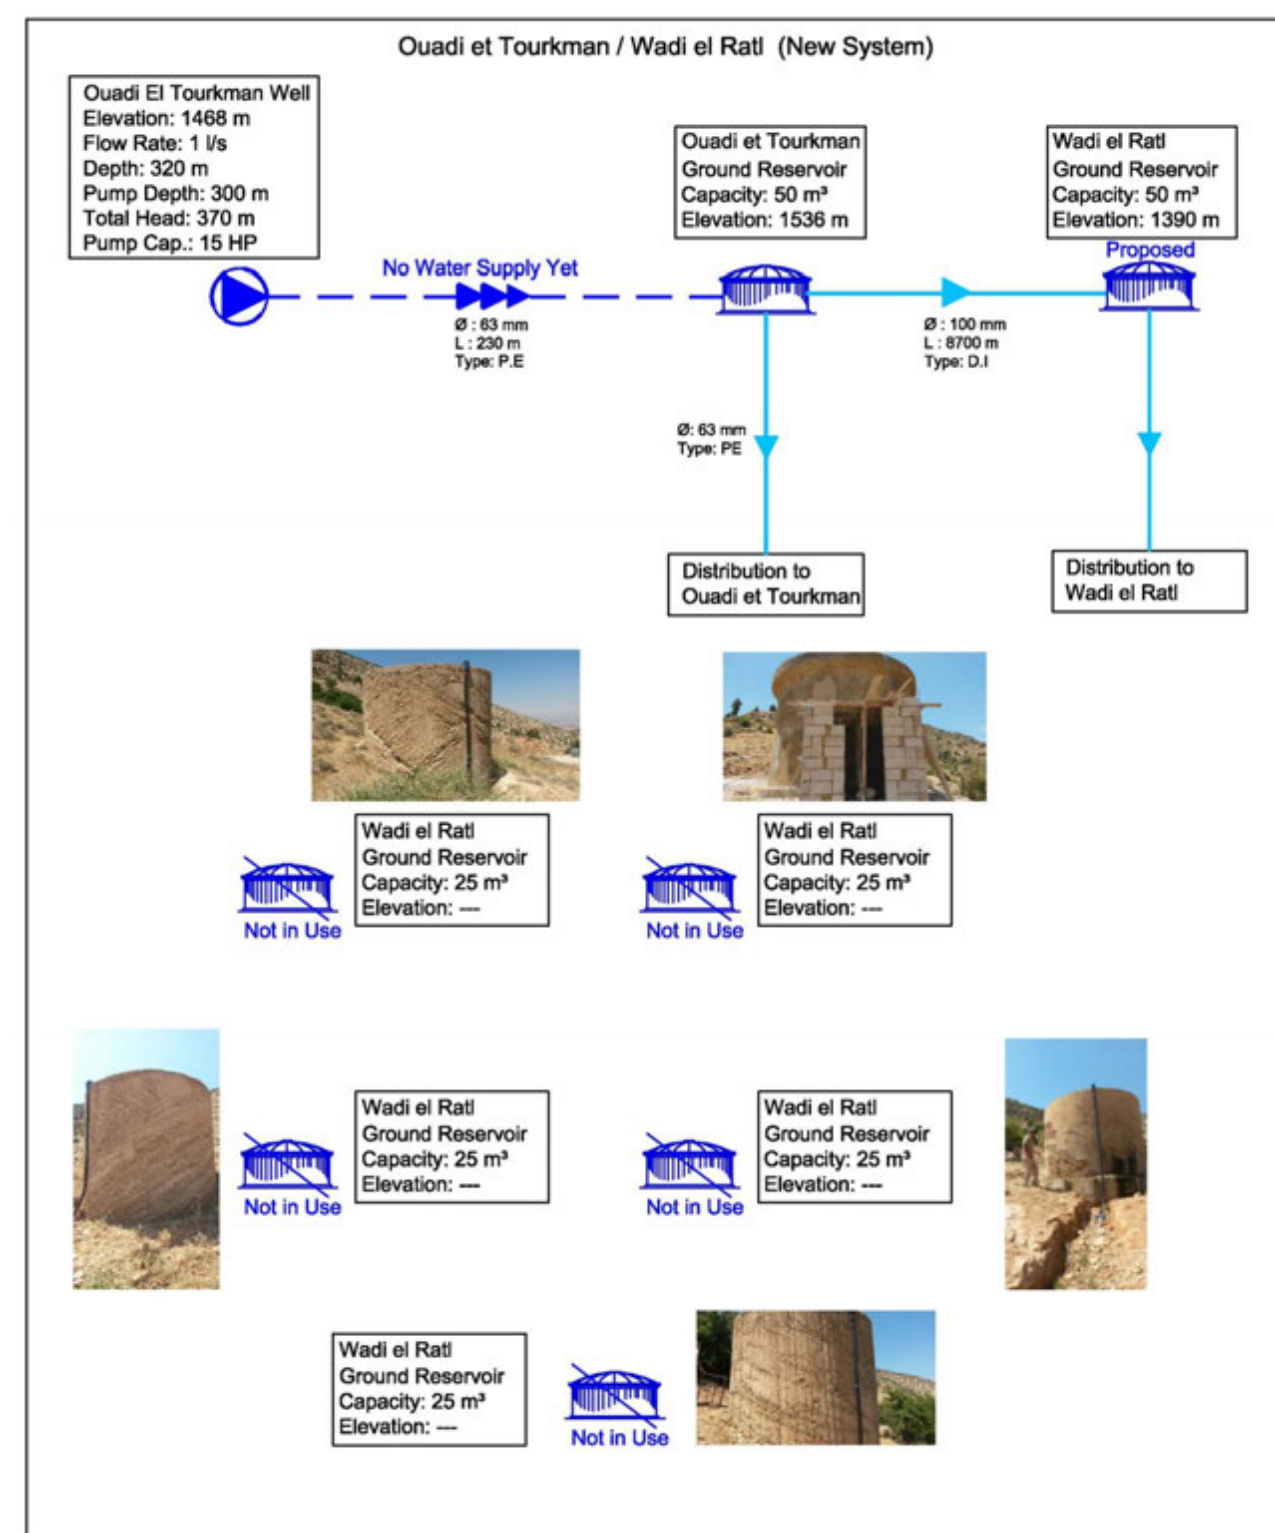 Ouadi et Tourkman / Wadi el Ratl (New System)
Ouadi El Tourkman Well
Elevation: 1468 m
Flow Rate: 1 l/s
Depth: 320 m
Pump Depth: 300 m
Total Head: 370 m
Pump Cap.: 15 HP
Ouadi et Tourkman
Ground Reservoir
Capacity: 50 m³
Elevation: 1536 m
Wadi el Ratl
Ground Reservoir
Capacity: 50 m³
Elevation: 1390 m
Proposed
No Water Supply Yet
Ø : 63 mm
L : 230 m
Type: P.E
Ø : 100 mm
L : 8700 m
Type: D.I
Ø: 63 mm
Type: PE
Distribution to
Ouadi et Tourkman
Distribution to
Wadi el Ratl
Wadi el Ratl
Ground Reservoir
Capacity: 25 m³
Elevation: ---
Not in Use
Wadi el Ratl
Ground Reservoir
Capacity: 25 m³
Elevation: ---
Not in Use
Wadi el Ratl
Ground Reservoir
Capacity: 25 m³
Elevation: ---
Not in Use
Wadi el Ratl
Ground Reservoir
Capacity: 25 m³
Elevation: ---
Not in Use
Wadi el Ratl
Ground Reservoir
Capacity: 25 m³
Elevation: ---
Not in Use